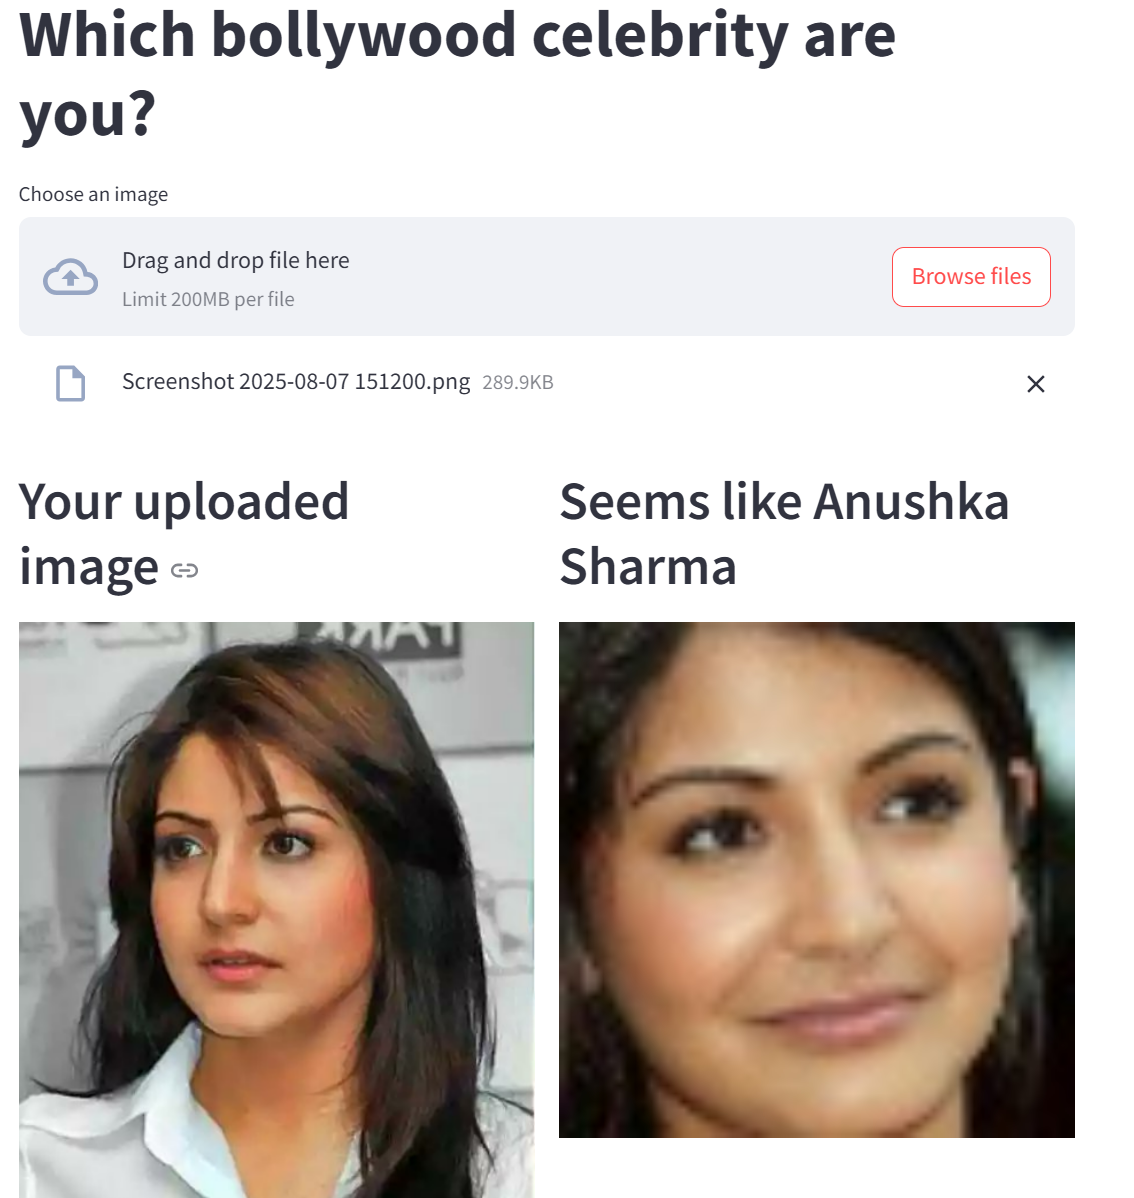 Which bollywood celebrity are
you?
Choose an image
Drag and drop file here
Limit 200MB per file
Browse files
Screenshot 2025-08-07 151200.png 289.9KB
Your uploaded
image
Seems like Anushka
Sharma